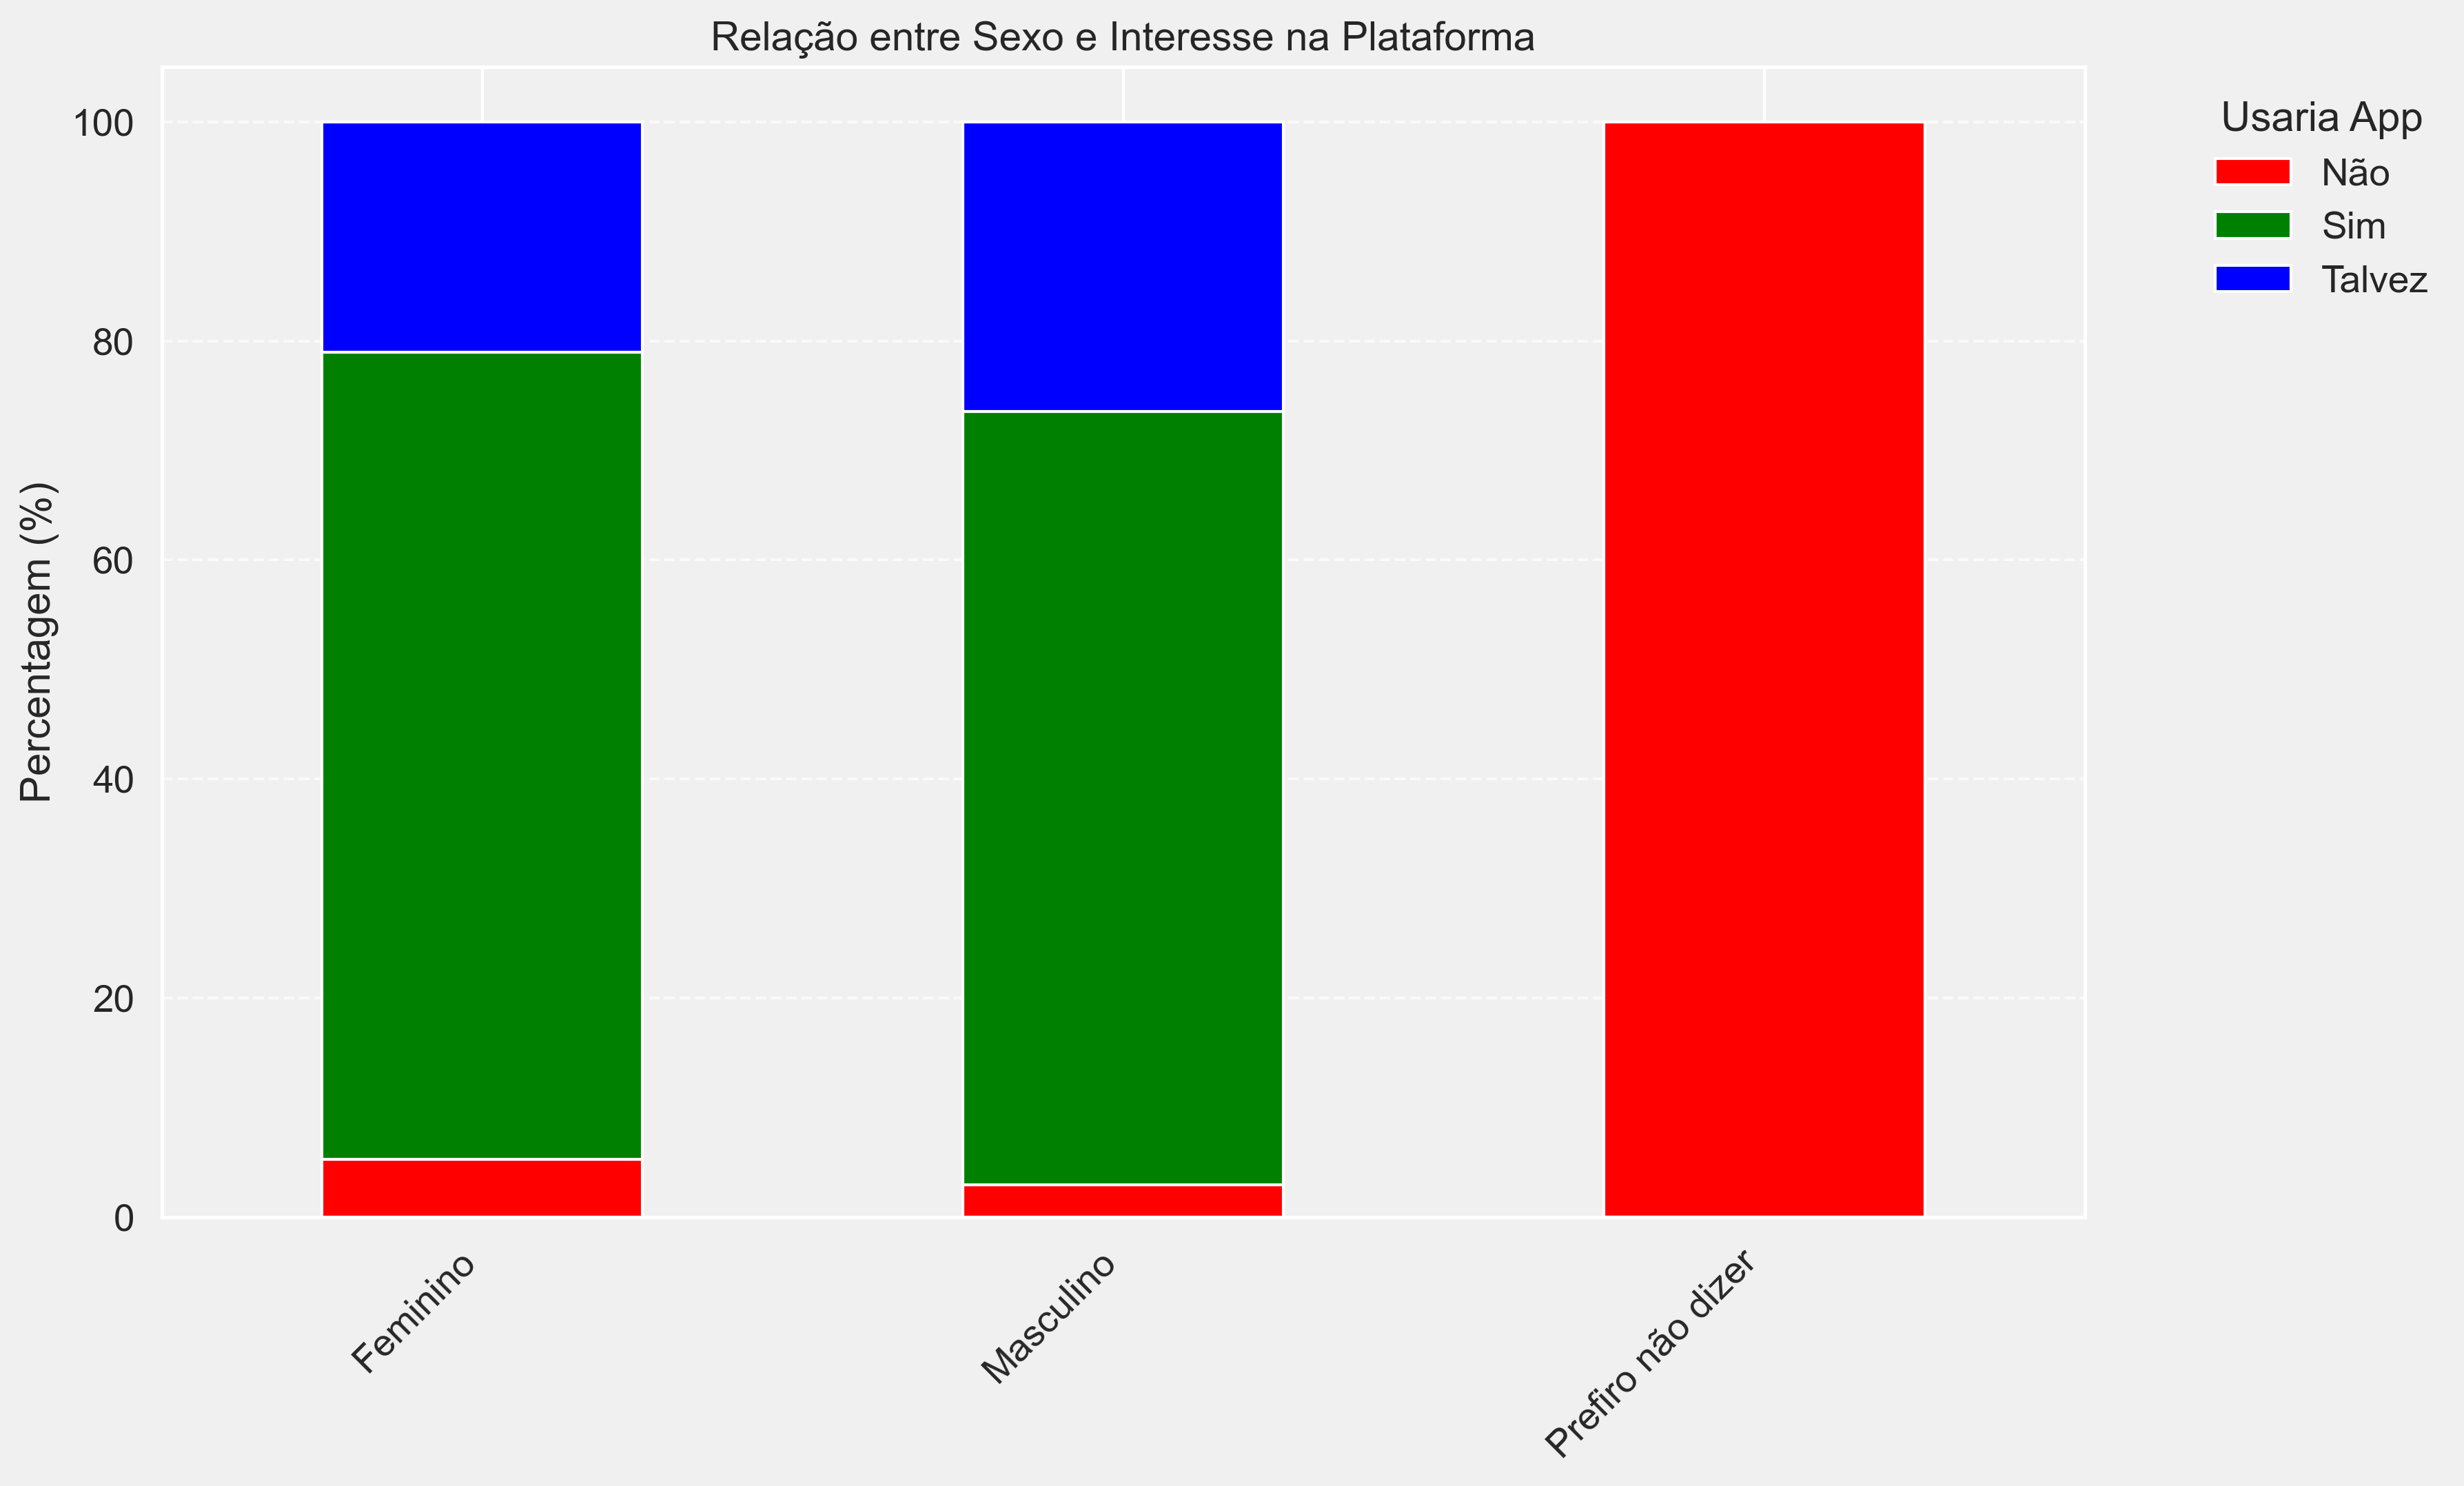 Relação entre Sexo e Interesse na Plataforma
Usaria App
Não
Sim
Talvez
Percentagem (%)
100
80
60
40
20
0
Feminino
Masculino
Prefiro não dizer